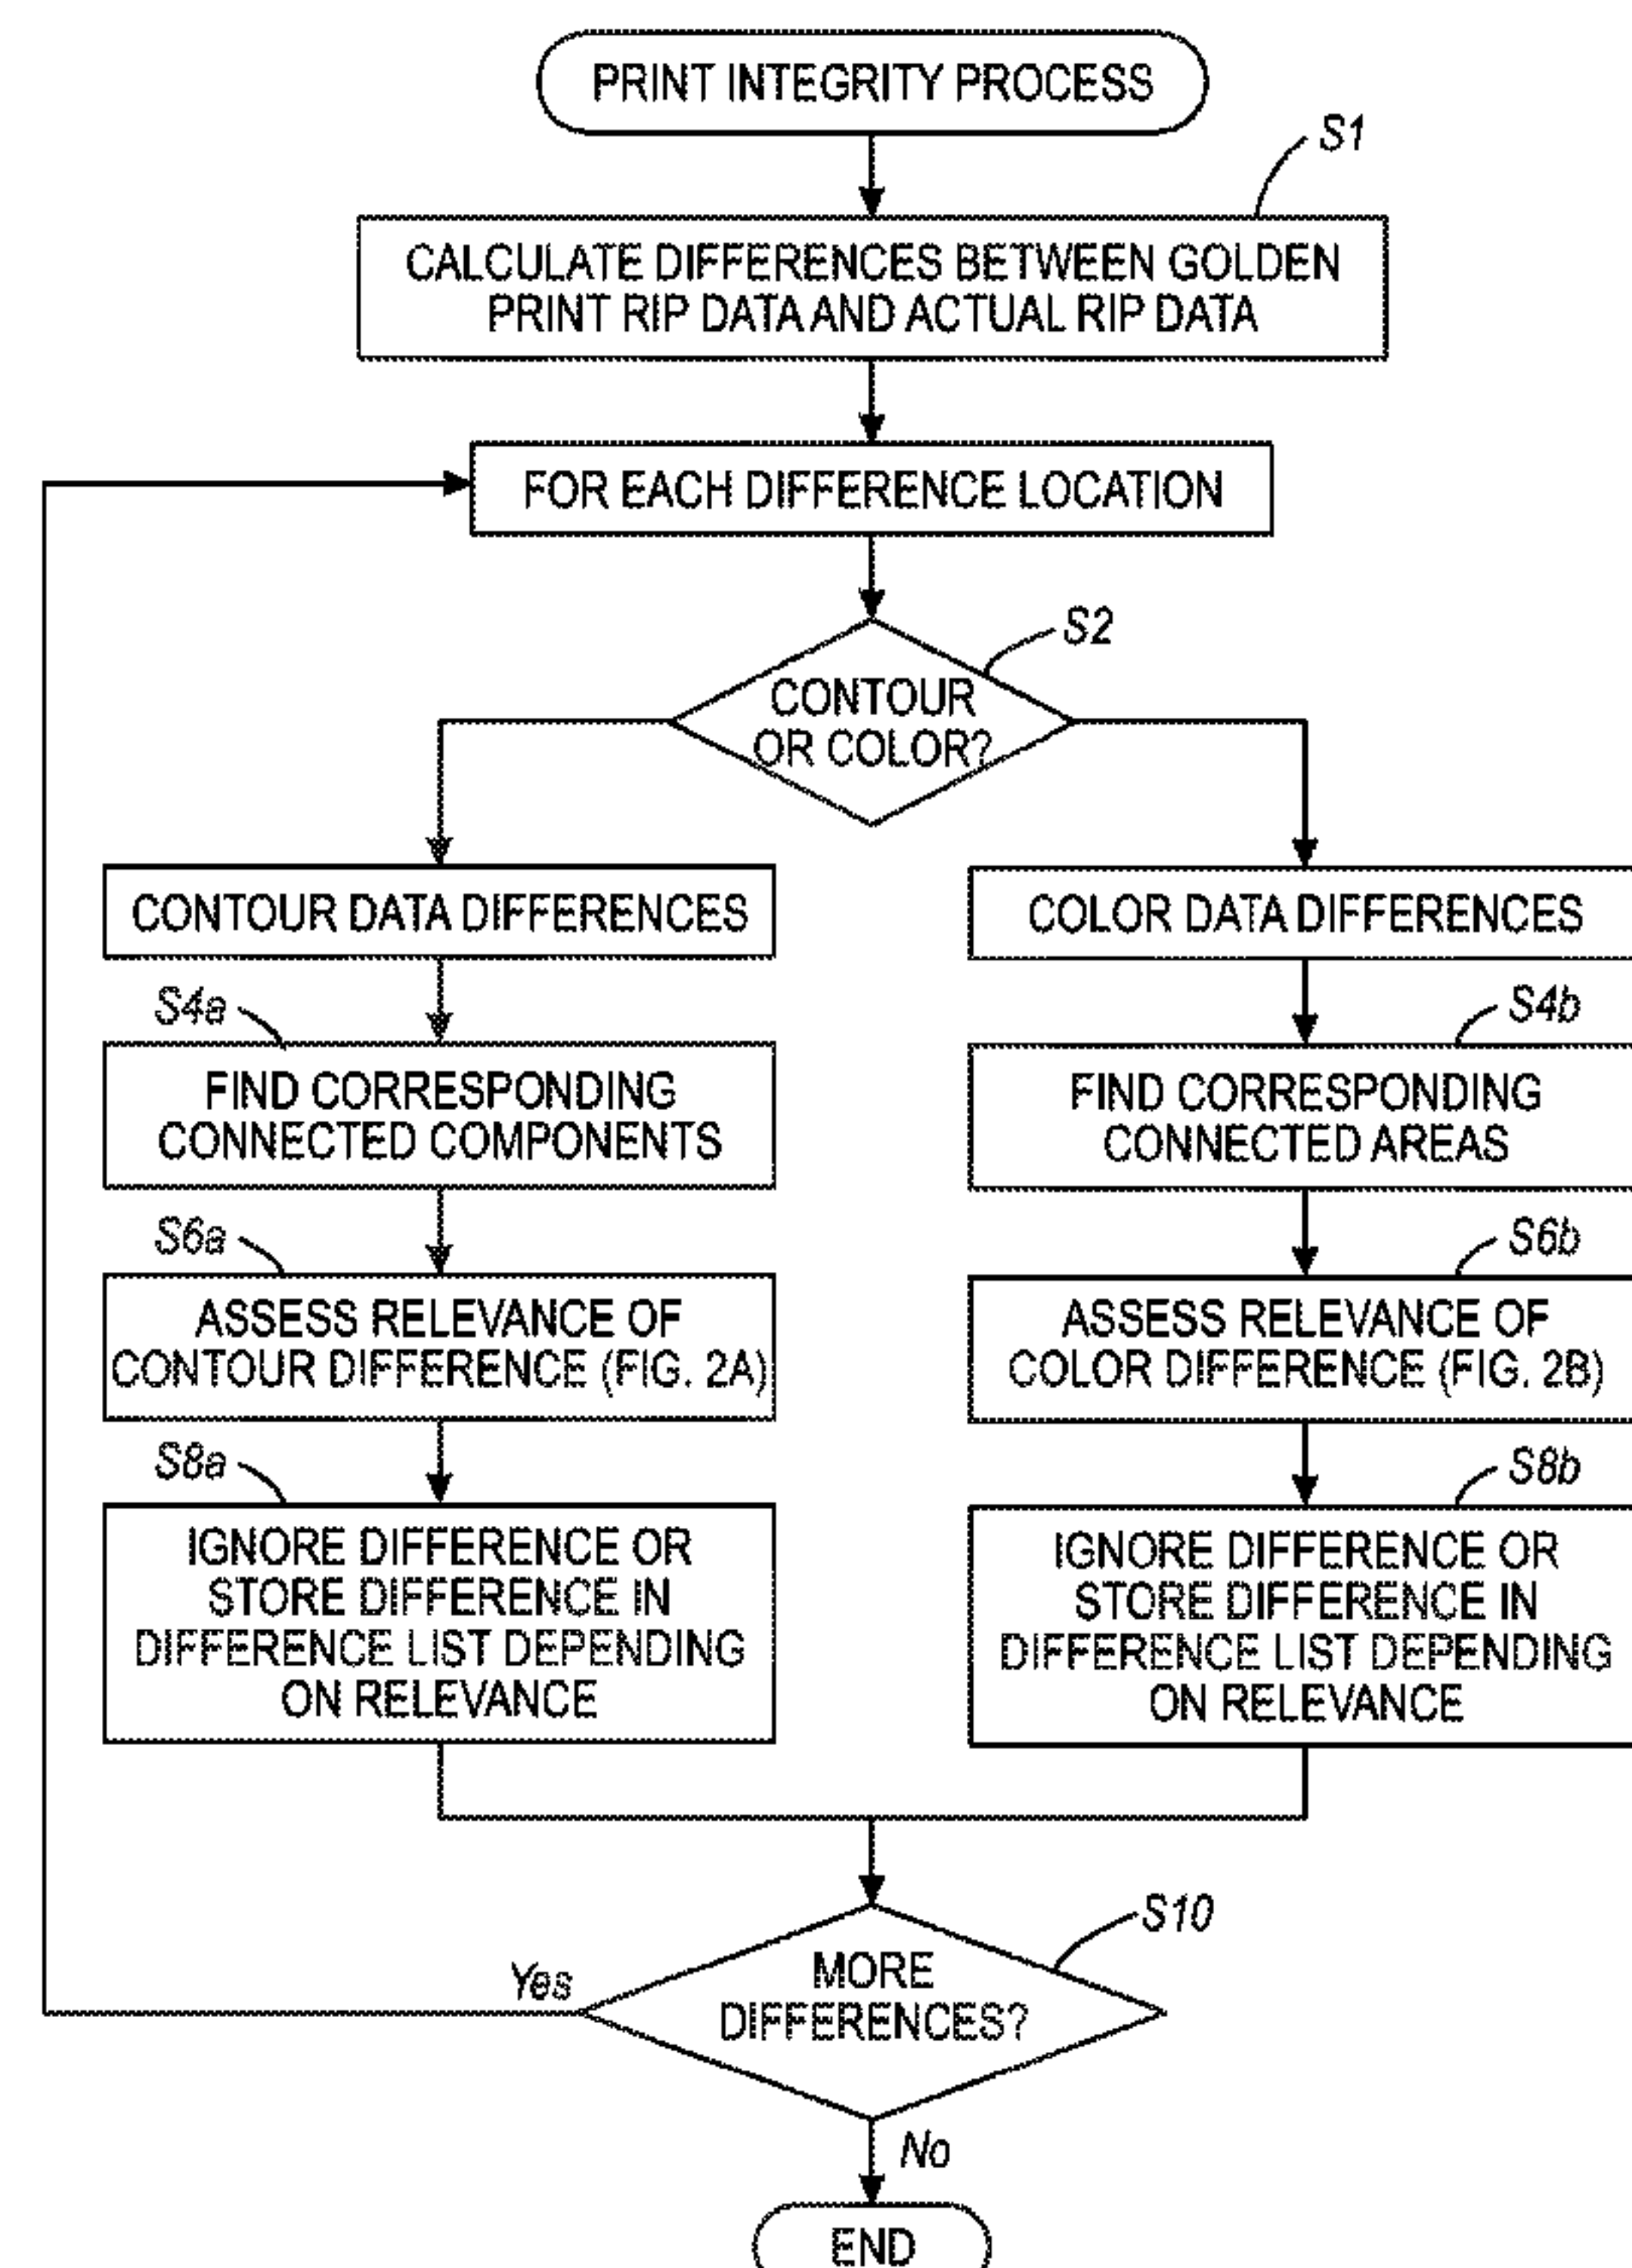 PRINT INTEGRITY PROCESS
S1
CALCULATE DIFFERENCES BETWEEN GOLDEN
PRINT RIP DATA AND ACTUAL RIP DATA
FOR EACH DIFFERENCE LOCATION
S2
CONTOUR
OR COLOR?
CONTOUR DATA DIFFERENCES
S4a
FIND CORRESPONDING
CONNECTED COMPONENTS
S6a
ASSESS RELEVANCE OF
CONTOUR DIFFERENCE (FIG. 2A)
S8a
IGNORE DIFFERENCE OR
STORE DIFFERENCE IN
DIFFERENCE LIST DEPENDING
ON RELEVANCE
COLOR DATA DIFFERENCES
S4b
FIND CORRESPONDING
CONNECTED AREAS
S6b
ASSESS RELEVANCE OF
COLOR DIFFERENCE (FIG. 2B)
S8b
IGNORE DIFFERENCE OR
STORE DIFFERENCE IN
DIFFERENCE LIST DEPENDING
ON RELEVANCE
S10
MORE
DIFFERENCES?
Yes
No
END